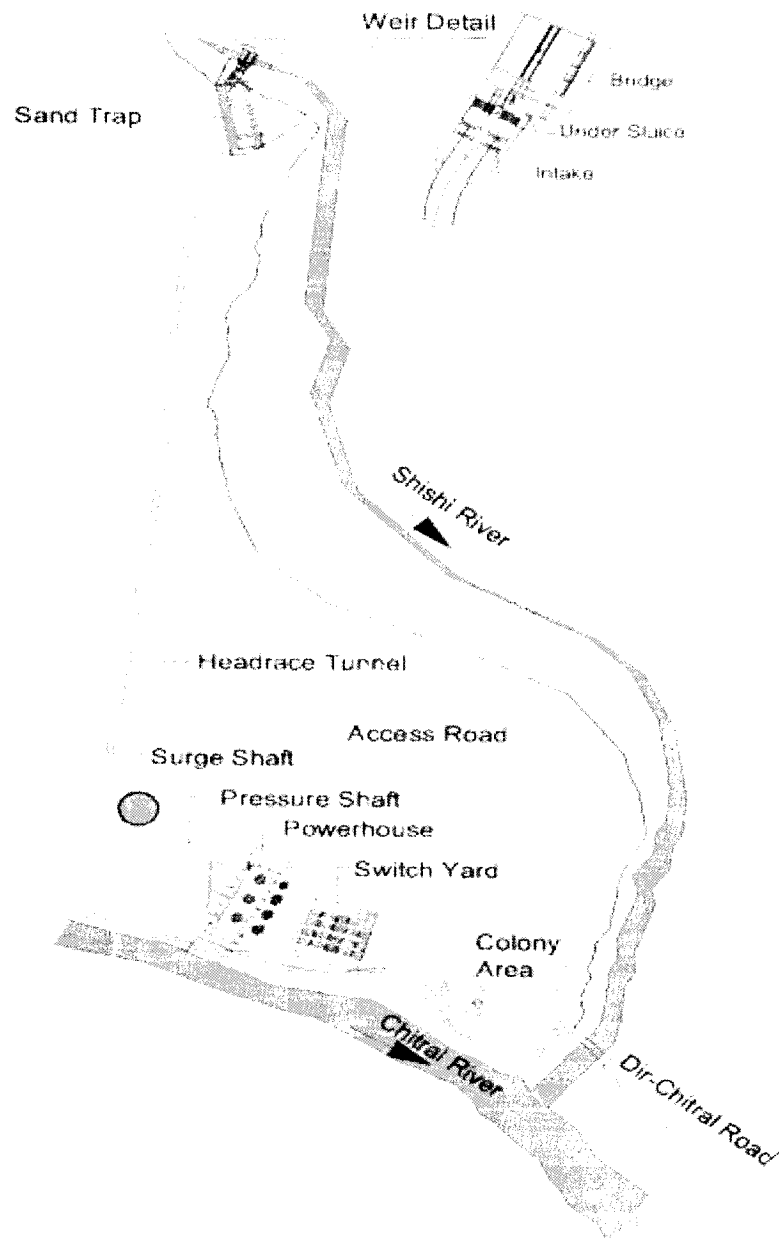 Weir Detail
Bridge
Sand Trap
Under Sluice
Intake
Shishi River
Headrace Tunnel
Access Road
Surge Shaft
Pressure Shaft
Powerhouse
Switch Yard
Colony
Area
Chitral River
Dir-Chitral Road